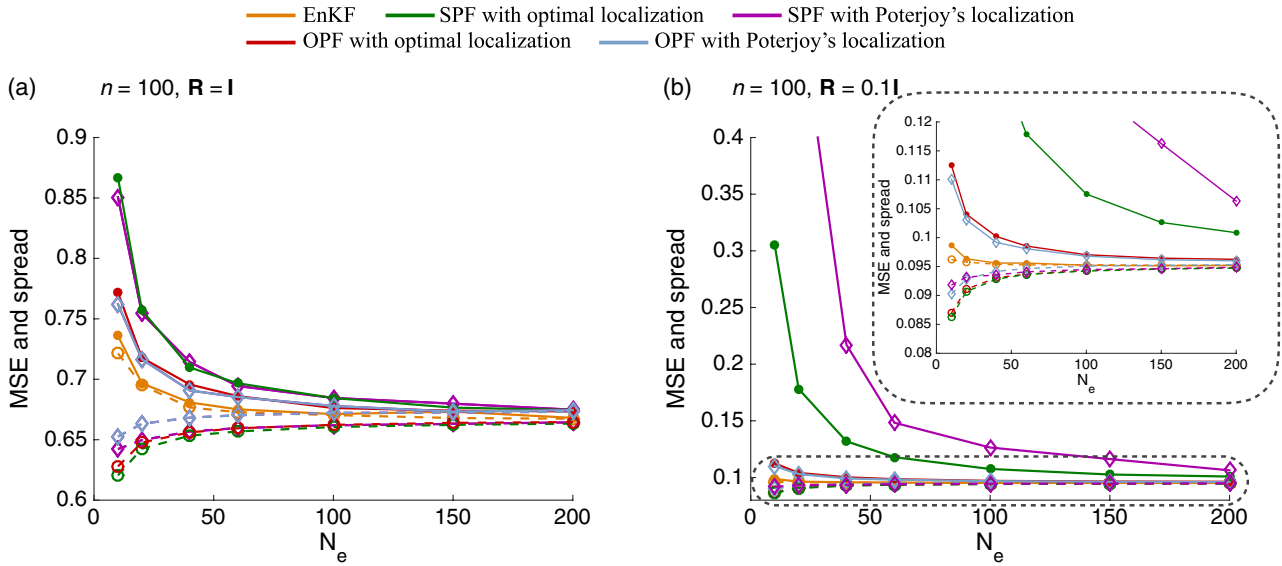 EnKF SPF with optimal localization SPF with Poterjoy's localization
OPF with optimal localization OPF with Poterjoy's localization
(a) n = 100, R = I
0.9
0.85
0.8
0.75
0.7
0.65
0.6
MSE and spread
0 50 100 150 200
N_e
(b) n = 100, R = 0.1I
0.4
0.35
0.3
0.25
0.2
0.15
0.1
MSE and spread
0 50 100 150 200
N_e
0.12
0.115
0.11
0.105
0.1
0.095
0.09
0.085
0.08
MSE and spread
0 50 100 150 200
N_e